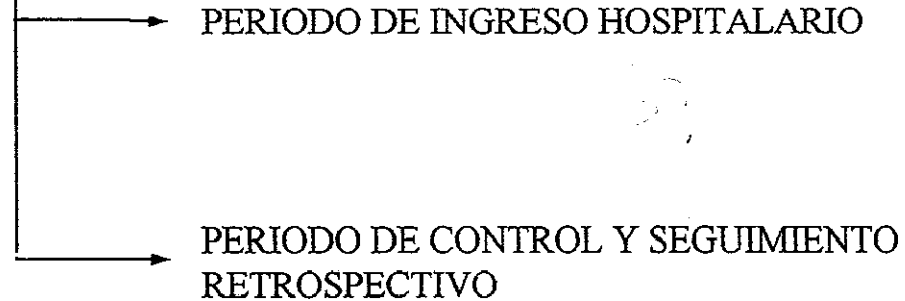 PERIODO DE INGRESO HOSPITALARIO
PERIODO DE CONTROL Y SEGUIMIENTO
RETROSPECTIVO